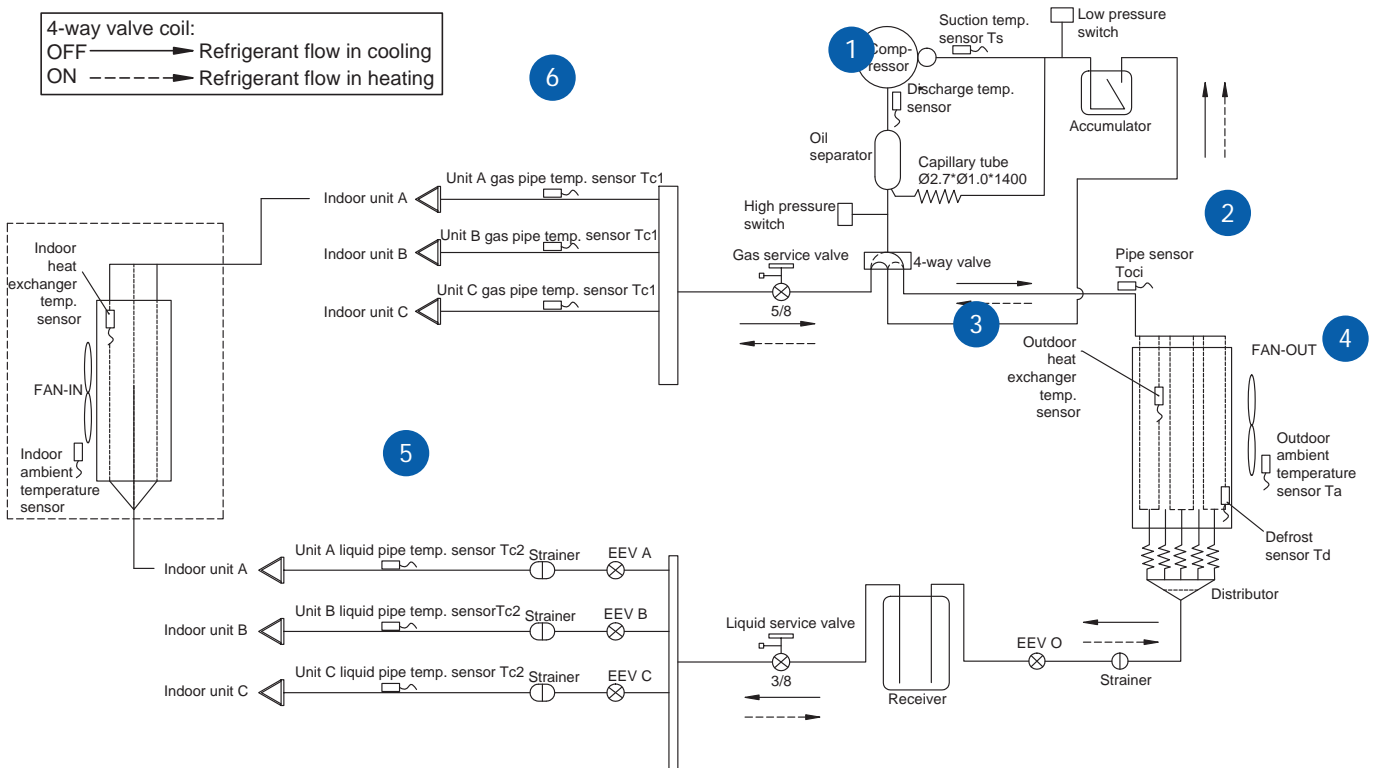 4-way valve coil:
OFF Refrigerant flow in cooling
ON Refrigerant flow in heating
6
1
Comp-
ressor
Suction temp.
sensor Ts
Low pressure
switch
Discharge temp.
sensor
Accumulator
Oil
separator
Capillary tube
Ø2.7*Ø1.0*1400
High pressure
switch
2
Gas service valve
5/8
4-way valve
Pipe sensor
Toci
3
4
FAN-OUT
Outdoor
heat
exchanger
temp.
sensor
Outdoor
ambient
temperature
sensor Ta
Defrost
sensor Td
Distributor
Indoor unit A
Unit A gas pipe temp. sensor Tc1
Indoor unit B
Unit B gas pipe temp. sensor Tc1
Indoor unit C
Unit C gas pipe temp. sensor Tc1
Indoor
heat
exchanger
temp.
sensor
FAN-IN
Indoor
ambient
temperature
sensor
5
Indoor unit A
Unit A liquid pipe temp. sensor Tc2
Strainer
EEV A
Indoor unit B
Unit B liquid pipe temp. sensorTc2
Strainer
EEV B
Indoor unit C
Unit C liquid pipe temp. sensor Tc2
Strainer
EEV C
Liquid service valve
3/8
Receiver
EEV O
Strainer